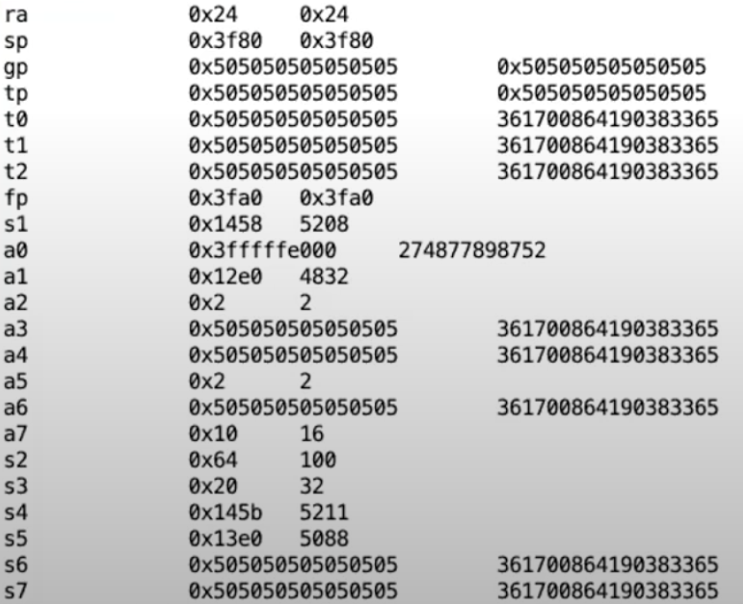 ra 0x24 0x24
sp 0x3f80 0x3f80
gp 0x505050505050505 0x505050505050505
tp 0x505050505050505 0x505050505050505
t0 0x505050505050505 361700864190383365
t1 0x505050505050505 361700864190383365
t2 0x505050505050505 361700864190383365
fp 0x3fa0 0x3fa0
s1 0x1458 5208
a0 0x3fffffe000 274877898752
a1 0x12e0 4832
a2 0x2 2
a3 0x505050505050505 361700864190383365
a4 0x505050505050505 361700864190383365
a5 0x2 2
a6 0x505050505050505 361700864190383365
a7 0x10 16
s2 0x64 100
s3 0x20 32
s4 0x145b 5211
s5 0x13e0 5088
s6 0x505050505050505 361700864190383365
s7 0x505050505050505 361700864190383365